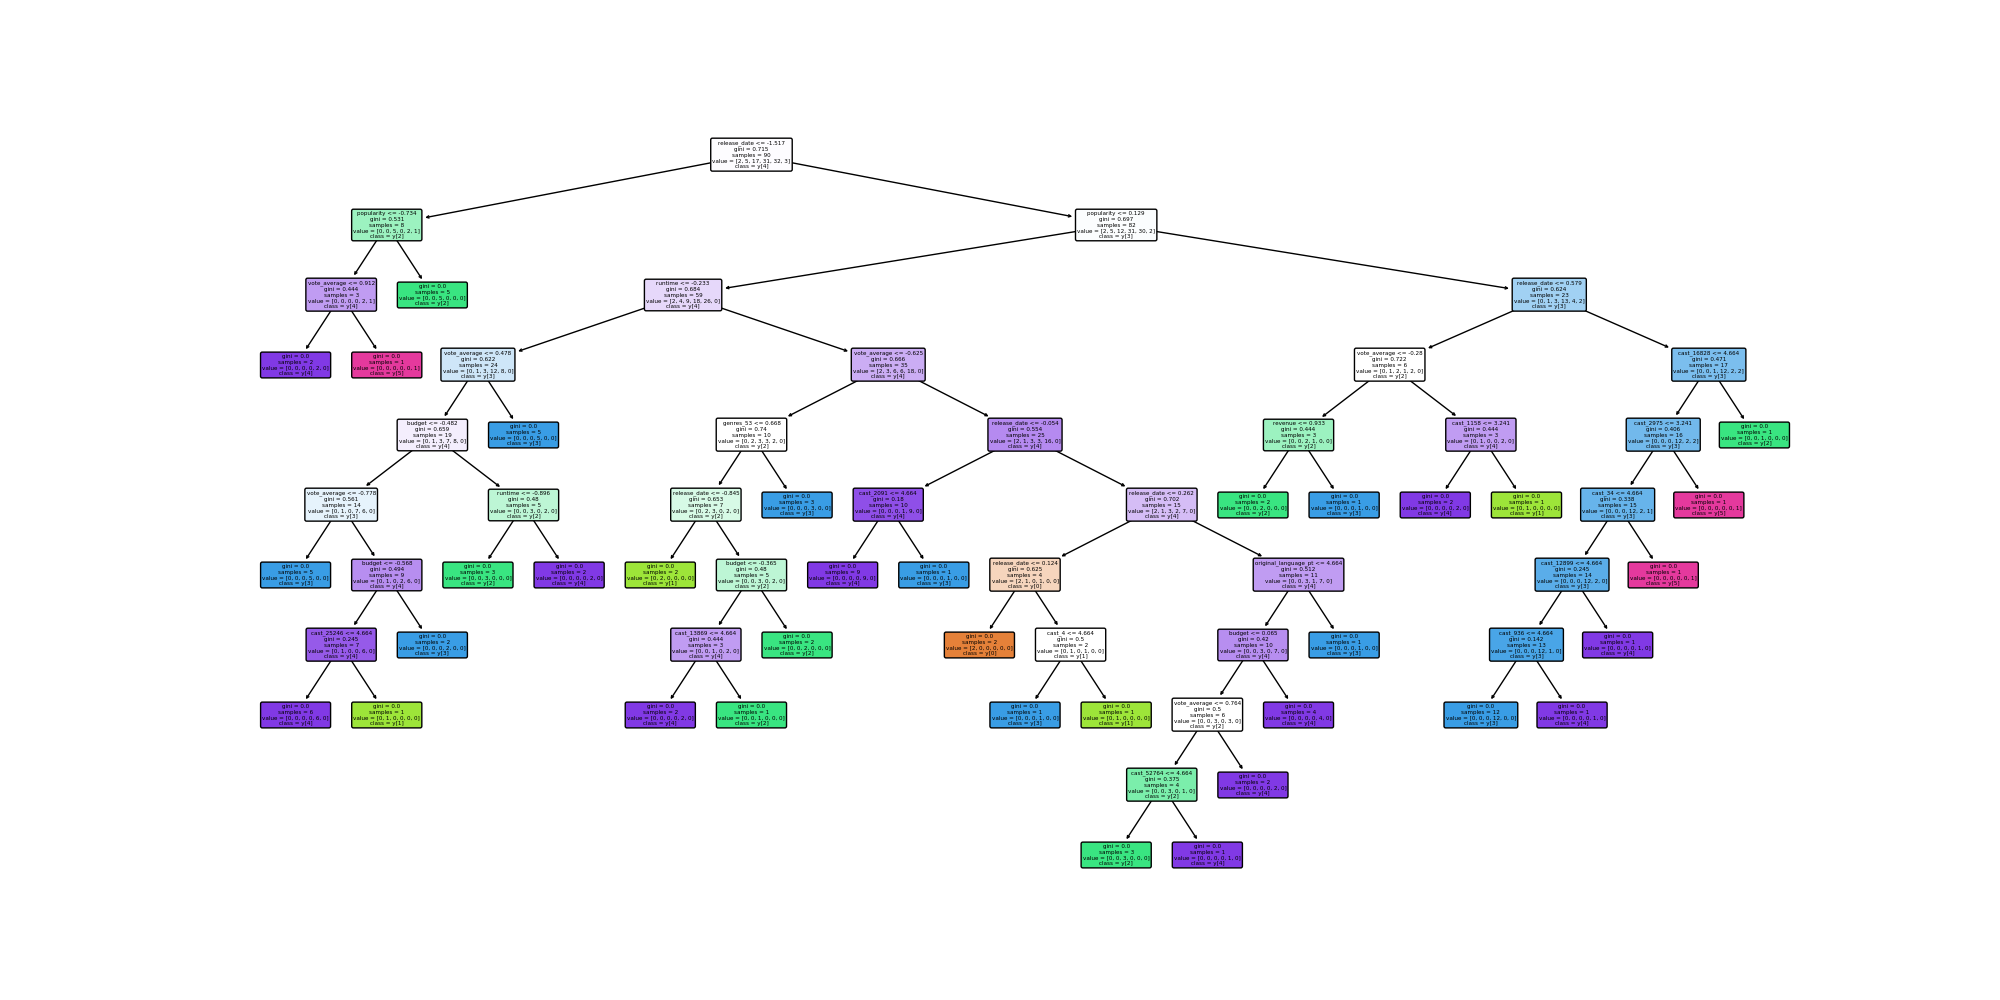 release_date <= -1.517
gini = 0.715
samples = 90
value = [2, 5, 17, 31, 32, 3]
class = y[4]
popularity <= -0.734
gini = 0.531
samples = 8
value = [0, 0, 5, 0, 2, 1]
class = y[2]
popularity <= 0.129
gini = 0.697
samples = 82
value = [2, 5, 12, 31, 30, 2]
class = y[3]
vote_average <= 0.912
gini = 0.444
samples = 3
value = [0, 0, 0, 0, 2, 1]
class = y[4]
gini = 0.0
samples = 5
value = [0, 0, 5, 0, 0, 0]
class = y[2]
runtime <= -0.233
gini = 0.684
samples = 59
value = [2, 4, 9, 18, 26, 0]
class = y[4]
release_date <= 0.579
gini = 0.624
samples = 23
value = [0, 1, 3, 13, 4, 2]
class = y[3]
gini = 0.0
samples = 2
value = [0, 0, 0, 0, 2, 0]
class = y[4]
gini = 0.0
samples = 1
value = [0, 0, 0, 0, 0, 1]
class = y[5]
vote_average <= 0.478
gini = 0.622
samples = 24
value = [0, 1, 3, 12, 8, 0]
class = y[3]
vote_average <= -0.625
gini = 0.666
samples = 35
value = [2, 3, 6, 6, 18, 0]
class = y[4]
vote_average <= -0.28
gini = 0.722
samples = 6
value = [0, 1, 2, 1, 2, 0]
class = y[2]
cast_16828 <= 4.664
gini = 0.471
samples = 17
value = [0, 0, 1, 12, 2, 2]
class = y[3]
budget <= -0.482
gini = 0.659
samples = 19
value = [0, 1, 3, 7, 8, 0]
class = y[4]
gini = 0.0
samples = 5
value = [0, 0, 0, 5, 0, 0]
class = y[3]
genres_53 <= 0.668
gini = 0.74
samples = 10
value = [0, 2, 3, 3, 2, 0]
class = y[2]
release_date <= -0.054
gini = 0.554
samples = 25
value = [2, 1, 3, 3, 16, 0]
class = y[4]
revenue <= 0.933
gini = 0.444
samples = 3
value = [0, 0, 2, 1, 0, 0]
class = y[2]
cast_1158 <= 3.241
gini = 0.444
samples = 3
value = [0, 1, 0, 0, 2, 0]
class = y[4]
cast_2975 <= 3.241
gini = 0.406
samples = 16
value = [0, 0, 0, 12, 2, 2]
class = y[3]
gini = 0.0
samples = 1
value = [0, 0, 1, 0, 0, 0]
class = y[2]
vote_average <= -0.778
gini = 0.561
samples = 14
value = [0, 1, 0, 7, 6, 0]
class = y[3]
runtime <= -0.896
gini = 0.48
samples = 5
value = [0, 0, 3, 0, 2, 0]
class = y[2]
release_date <= -0.845
gini = 0.653
samples = 7
value = [0, 2, 3, 0, 2, 0]
class = y[2]
gini = 0.0
samples = 3
value = [0, 0, 0, 3, 0, 0]
class = y[3]
cast_2091 <= 4.664
gini = 0.18
samples = 10
value = [0, 0, 0, 1, 9, 0]
class = y[4]
release_date <= 0.262
gini = 0.702
samples = 15
value = [2, 1, 3, 2, 7, 0]
class = y[4]
gini = 0.0
samples = 2
value = [0, 0, 2, 0, 0, 0]
class = y[2]
gini = 0.0
samples = 1
value = [0, 0, 0, 1, 0, 0]
class = y[3]
gini = 0.0
samples = 2
value = [0, 0, 0, 0, 2, 0]
class = y[4]
gini = 0.0
samples = 1
value = [0, 1, 0, 0, 0, 0]
class = y[1]
cast_34 <= 4.664
gini = 0.338
samples = 15
value = [0, 0, 0, 12, 2, 1]
class = y[3]
gini = 0.0
samples = 1
value = [0, 0, 0, 0, 0, 1]
class = y[5]
gini = 0.0
samples = 5
value = [0, 0, 0, 5, 0, 0]
class = y[3]
budget <= -0.568
gini = 0.494
samples = 9
value = [0, 1, 0, 2, 6, 0]
class = y[4]
gini = 0.0
samples = 3
value = [0, 0, 3, 0, 0, 0]
class = y[2]
gini = 0.0
samples = 2
value = [0, 0, 0, 0, 2, 0]
class = y[4]
gini = 0.0
samples = 2
value = [0, 2, 0, 0, 0, 0]
class = y[1]
budget <= -0.365
gini = 0.48
samples = 5
value = [0, 0, 3, 0, 2, 0]
class = y[2]
gini = 0.0
samples = 9
value = [0, 0, 0, 0, 9, 0]
class = y[4]
gini = 0.0
samples = 1
value = [0, 0, 0, 1, 0, 0]
class = y[3]
release_date <= 0.124
gini = 0.625
samples = 4
value = [2, 1, 0, 1, 0, 0]
class = y[0]
original_language_pt <= 4.664
gini = 0.512
samples = 11
value = [0, 0, 3, 1, 7, 0]
class = y[4]
cast_12899 <= 4.664
gini = 0.245
samples = 14
value = [0, 0, 0, 12, 2, 0]
class = y[3]
gini = 0.0
samples = 1
value = [0, 0, 0, 0, 0, 1]
class = y[5]
cast_25246 <= 4.664
gini = 0.245
samples = 7
value = [0, 1, 0, 0, 6, 0]
class = y[4]
gini = 0.0
samples = 2
value = [0, 0, 0, 2, 0, 0]
class = y[3]
cast_13869 <= 4.664
gini = 0.444
samples = 3
value = [0, 0, 1, 0, 2, 0]
class = y[4]
gini = 0.0
samples = 2
value = [0, 0, 2, 0, 0, 0]
class = y[2]
gini = 0.0
samples = 2
value = [2, 0, 0, 0, 0, 0]
class = y[0]
cast_4 <= 4.664
gini = 0.5
samples = 2
value = [0, 1, 0, 1, 0, 0]
class = y[1]
budget <= 0.065
gini = 0.42
samples = 10
value = [0, 0, 3, 0, 7, 0]
class = y[4]
gini = 0.0
samples = 1
value = [0, 0, 0, 1, 0, 0]
class = y[3]
cast_936 <= 4.664
gini = 0.142
samples = 13
value = [0, 0, 0, 12, 1, 0]
class = y[3]
gini = 0.0
samples = 1
value = [0, 0, 0, 0, 1, 0]
class = y[4]
gini = 0.0
samples = 6
value = [0, 0, 0, 0, 6, 0]
class = y[4]
gini = 0.0
samples = 1
value = [0, 1, 0, 0, 0, 0]
class = y[1]
gini = 0.0
samples = 2
value = [0, 0, 0, 0, 2, 0]
class = y[4]
gini = 0.0
samples = 1
value = [0, 0, 1, 0, 0, 0]
class = y[2]
gini = 0.0
samples = 1
value = [0, 0, 0, 1, 0, 0]
class = y[3]
gini = 0.0
samples = 1
value = [0, 1, 0, 0, 0, 0]
class = y[1]
vote_average <= 0.764
gini = 0.5
samples = 6
value = [0, 0, 3, 0, 3, 0]
class = y[2]
gini = 0.0
samples = 4
value = [0, 0, 0, 0, 4, 0]
class = y[4]
gini = 0.0
samples = 12
value = [0, 0, 0, 12, 0, 0]
class = y[3]
gini = 0.0
samples = 1
value = [0, 0, 0, 0, 1, 0]
class = y[4]
cast_52764 <= 4.664
gini = 0.375
samples = 4
value = [0, 0, 3, 0, 1, 0]
class = y[2]
gini = 0.0
samples = 2
value = [0, 0, 0, 0, 2, 0]
class = y[4]
gini = 0.0
samples = 3
value = [0, 0, 3, 0, 0, 0]
class = y[2]
gini = 0.0
samples = 1
value = [0, 0, 0, 0, 1, 0]
class = y[4]